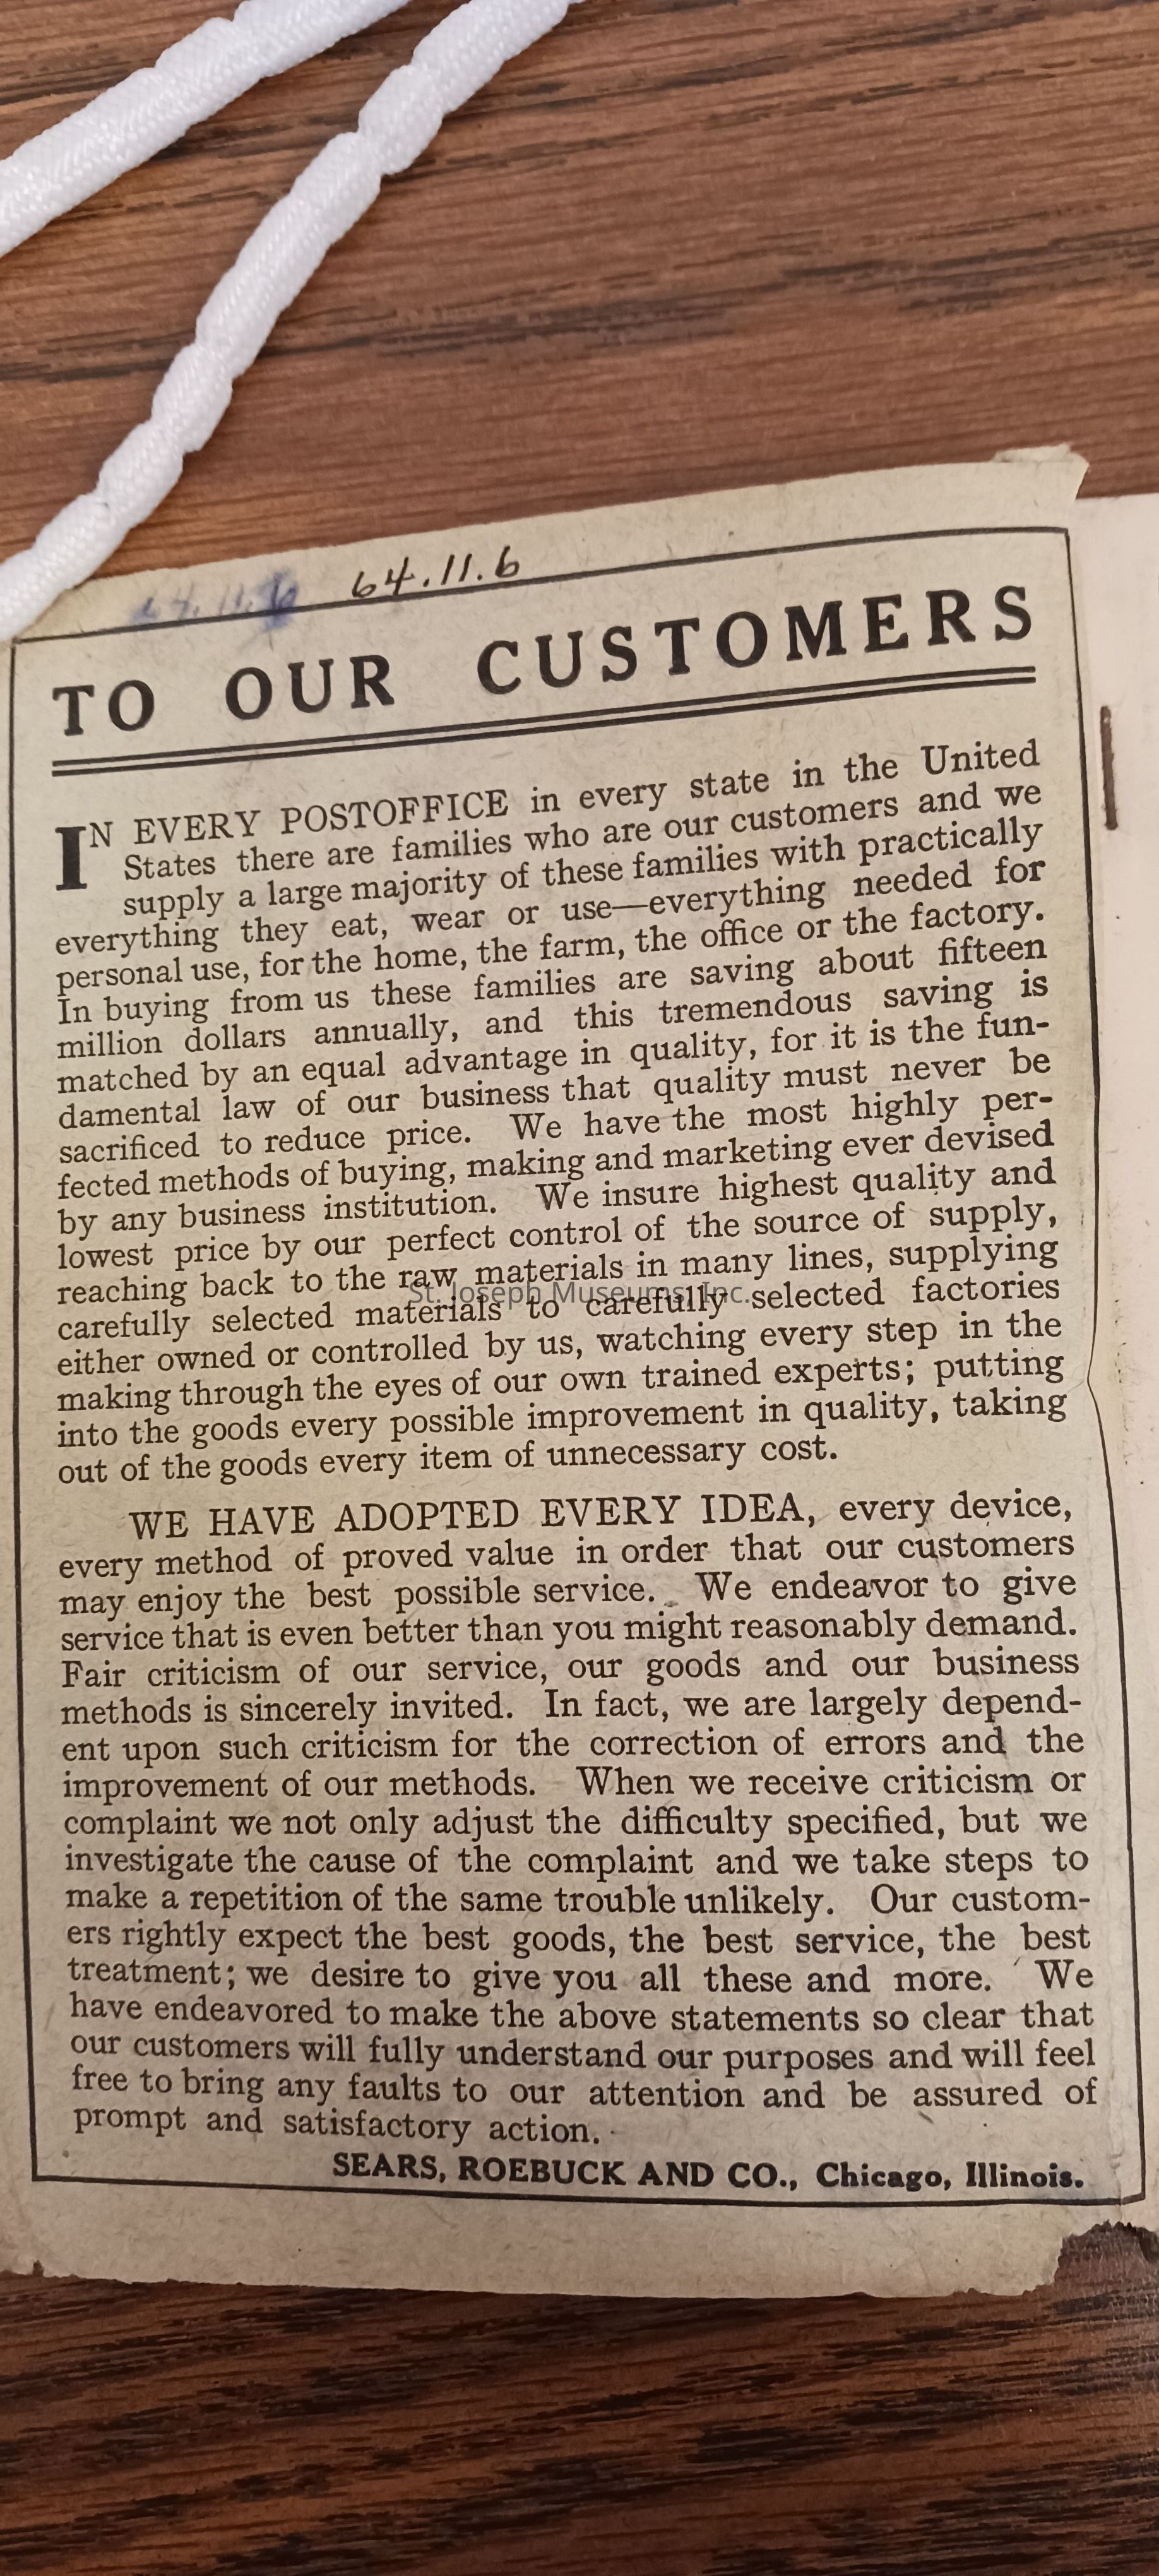 64.11.6 64.11.6
TO OUR CUSTOMERS
IN EVERY POSTOFFICE in every state in the United
States there are families who are our customers and we
supply a large majority of these families with practically
everything they eat, wear or use—everything needed for
personal use, for the home, the farm, the office or the factory.
In buying from us these families are saving about fifteen
million dollars annually, and this tremendous saving is
matched by an equal advantage in quality, for it is the fun-
damental law of our business that quality must never be
sacrificed to reduce price. We have the most highly per-
fected methods of buying, making and marketing ever devised
by any business institution. We insure highest quality and
lowest price by our perfect control of the source of supply,
reaching back to the raw materials in many lines, supplying
St. Joseph Museums, Inc.
carefully selected materials to carefully selected factories
either owned or controlled by us, watching every step in the
making through the eyes of our own trained experts; putting
into the goods every possible improvement in quality, taking
out of the goods every item of unnecessary cost.
WE HAVE ADOPTED EVERY IDEA, every device,
every method of proved value in order that our customers
may enjoy the best possible service. We endeavor to give
service that is even better than you might reasonably demand.
Fair criticism of our service, our goods and our business
methods is sincerely invited. In fact, we are largely depend-
ent upon such criticism for the correction of errors and the
improvement of our methods. When we receive criticism or
complaint we not only adjust the difficulty specified, but we
investigate the cause of the complaint and we take steps to
make a repetition of the same trouble unlikely. Our custom-
ers rightly expect the best goods, the best service, the best
treatment; we desire to give you all these and more. We
have endeavored to make the above statements so clear that
our customers will fully understand our purposes and will feel
free to bring any faults to our attention and be assured of
prompt and satisfactory action.
SEARS, ROEBUCK AND CO., Chicago, Illinois.